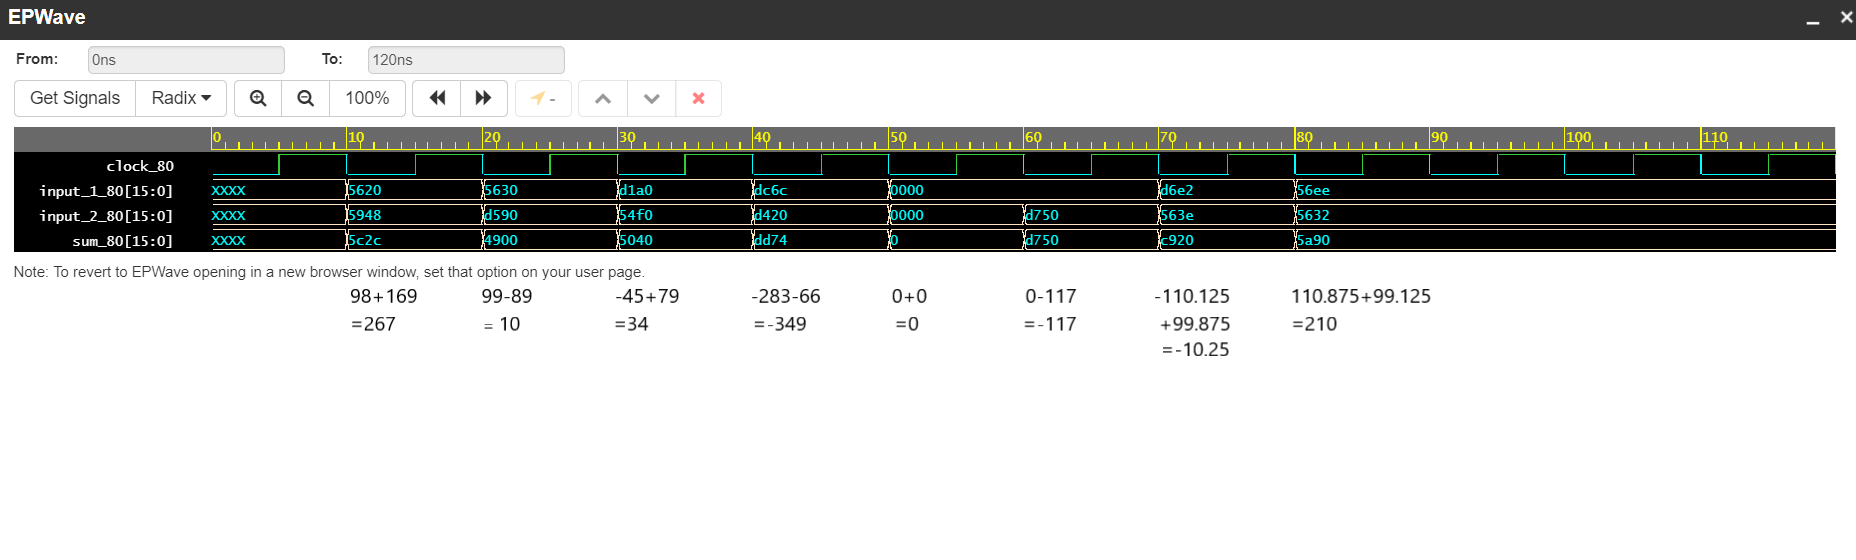 EPWave
From: 0ns To: 120ns
Get Signals Radix 100% -
0 10 20 30 40 50 60 70 80 90 100 110
clock_80
input_1_80[15:0] XXXX 5620 5630 d1a0 dc6c 0000 d6e2 56ee
input_2_80[15:0] XXXX 5948 d590 54f0 d420 0000 d750 563e 5632
sum_80[15:0] XXXX 5c2c 4900 5040 dd74 0 d750 c920 5a90
Note: To revert to EPWave opening in a new browser window, set that option on your user page.
98+169 99-89 -45+79 -283-66 0+0 0-117 -110.125 110.875+99.125
=267 = 10 =34 =-349 =0 =-117 +99.875 =210
=-10.25